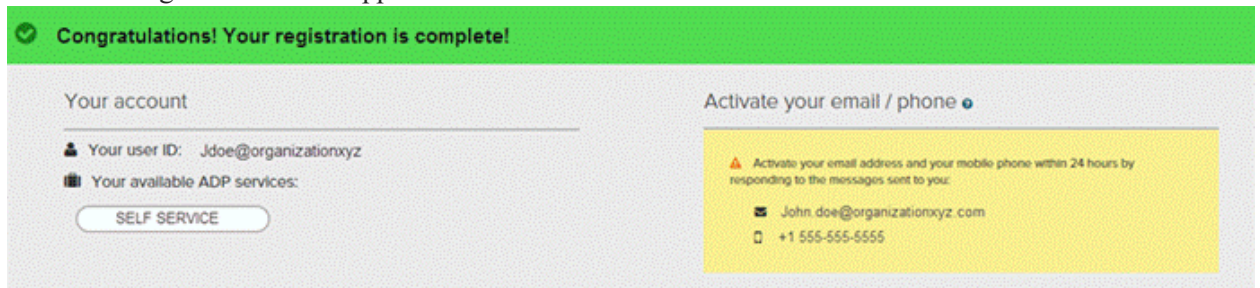 Congratulations! Your registration is complete!
Your account
Your user ID: Jdoe@organizationxyz
Your available ADP services:
SELF SERVICE
Activate your email / phone
Activate your email address and your mobile phone within 24 hours by
responding to the messages sent to you:
John.doe@organizationxyz.com
+1 555-555-5555